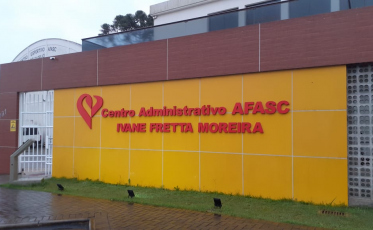 Centro Administrativo AFASC
IVANE FRETTA MOREIRA